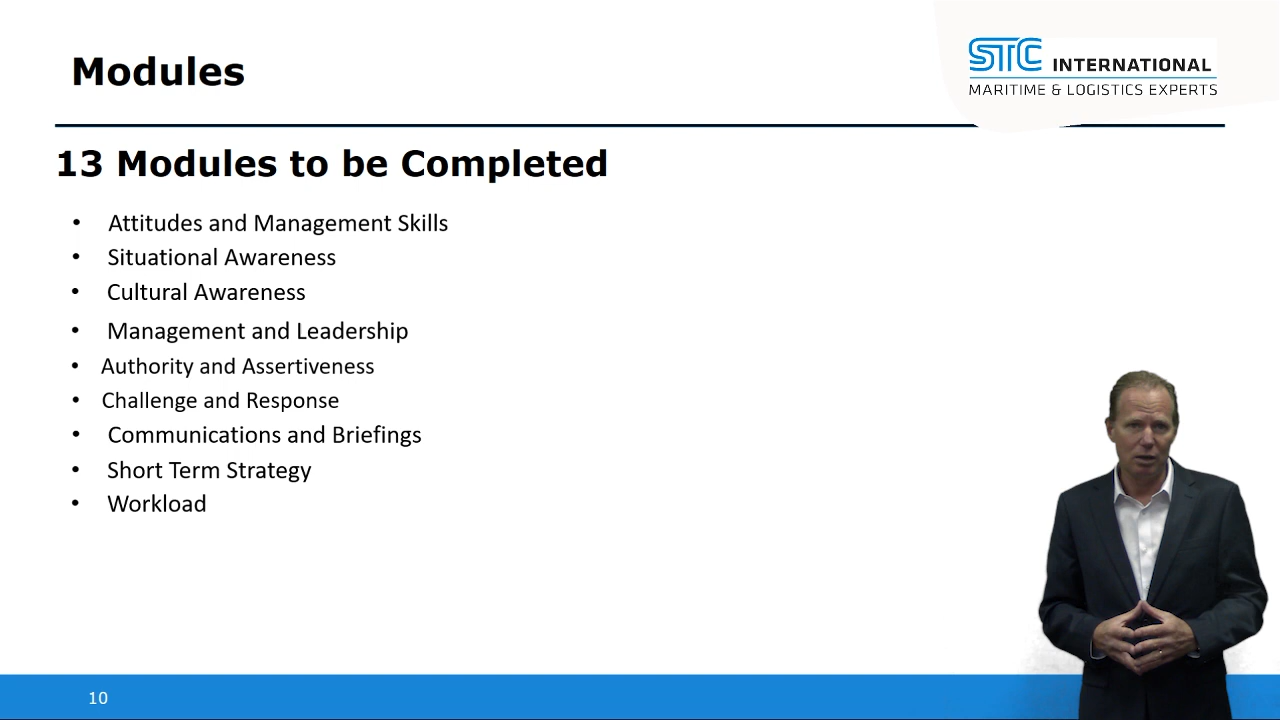 Modules
STC INTERNATIONAL
MARITIME & LOGISTICS EXPERTS
13 Modules to be Completed
• Attitudes and Management Skills
• Situational Awareness
• Cultural Awareness
• Management and Leadership
• Authority and Assertiveness
• Challenge and Response
• Communications and Briefings
• Short Term Strategy
• Workload
10